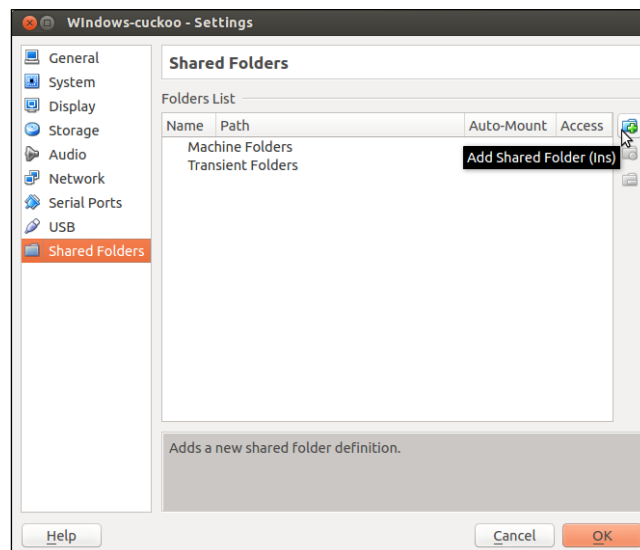 WIndows-cuckoo - Settings
General
System
Display
Storage
Audio
Network
Serial Ports
USB
Shared Folders
Shared Folders
Folders List
Name Path Auto-Mount Access
Machine Folders
Transient Folders
Add Shared Folder (Ins)
Adds a new shared folder definition.
Help Cancel OK